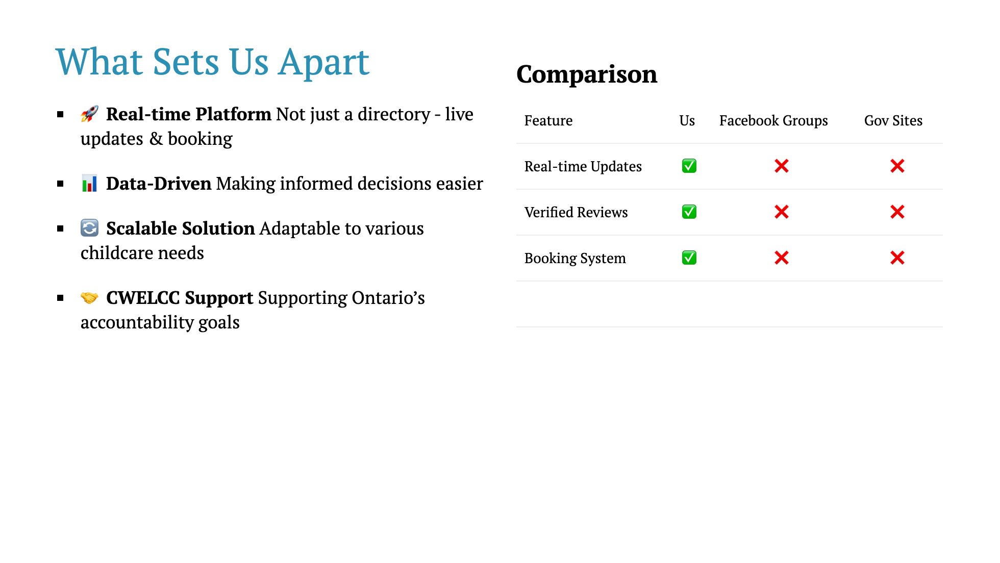 What Sets Us Apart
🚀 Real-time Platform Not just a directory - live
updates & booking
📊 Data-Driven Making informed decisions easier
🔄 Scalable Solution Adaptable to various
childcare needs
🤝 CWELCC Support Supporting Ontario’s
accountability goals
Comparison
Feature Us Facebook Groups Gov Sites
Real-time Updates ✅ ❌ ❌
Verified Reviews ✅ ❌ ❌
Booking System ✅ ❌ ❌